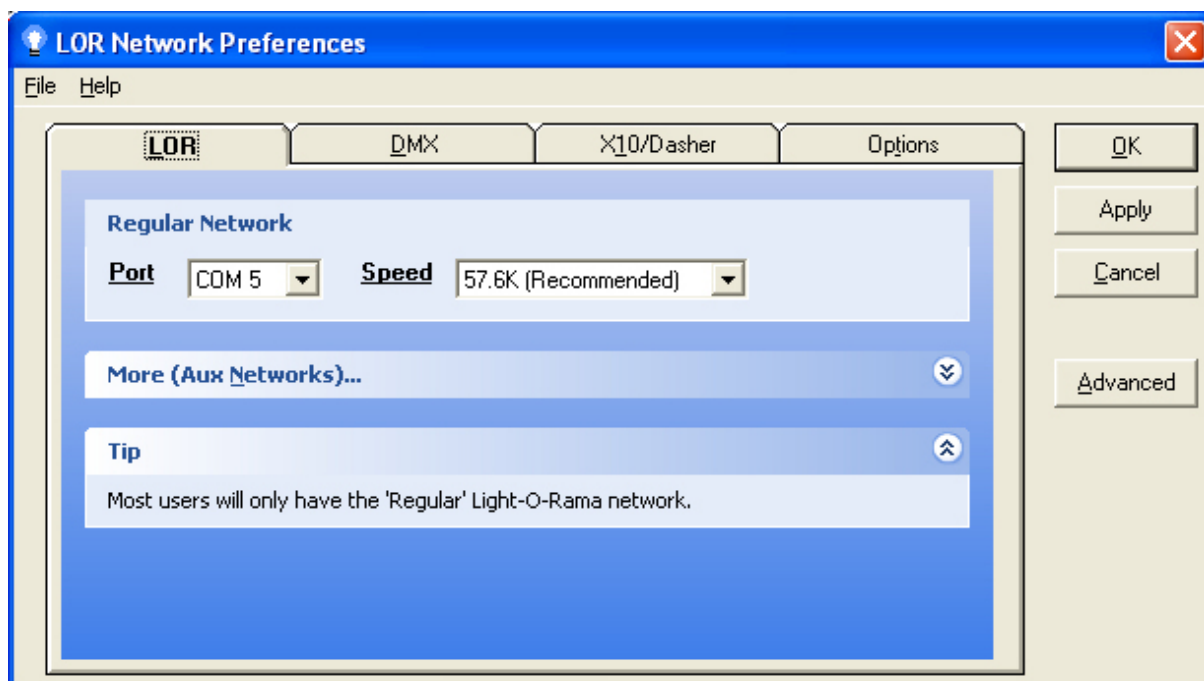 LOR Network Preferences
File Help
LOR DMX X10/Dasher Options
OK
Apply
Cancel
Advanced
Regular Network
Port COM 5 Speed 57.6K (Recommended)
More (Aux Networks)...
Tip
Most users will only have the 'Regular' Light-O-Rama network.